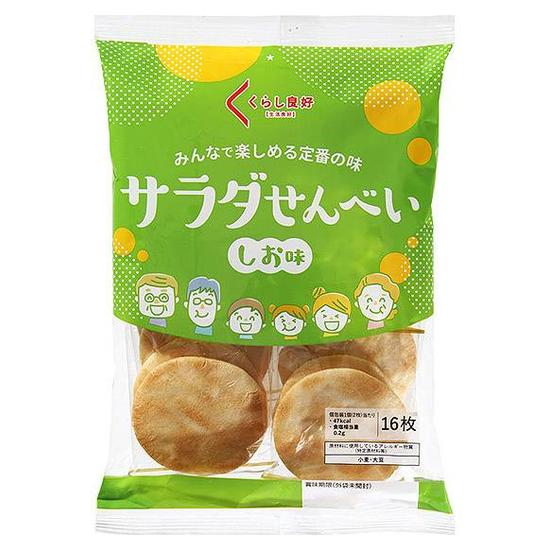 くらし良好
【生活良好】
みんなで楽しめる定番の味
サラダせんべい
しお味
個包装1個(2枚)当たり
・47kcal
・食塩相当量
0.2g
16枚
原材料に使用しているアレルギー物質
(特定原材料等)
小麦・大豆
賞味期限(外袋未開封)